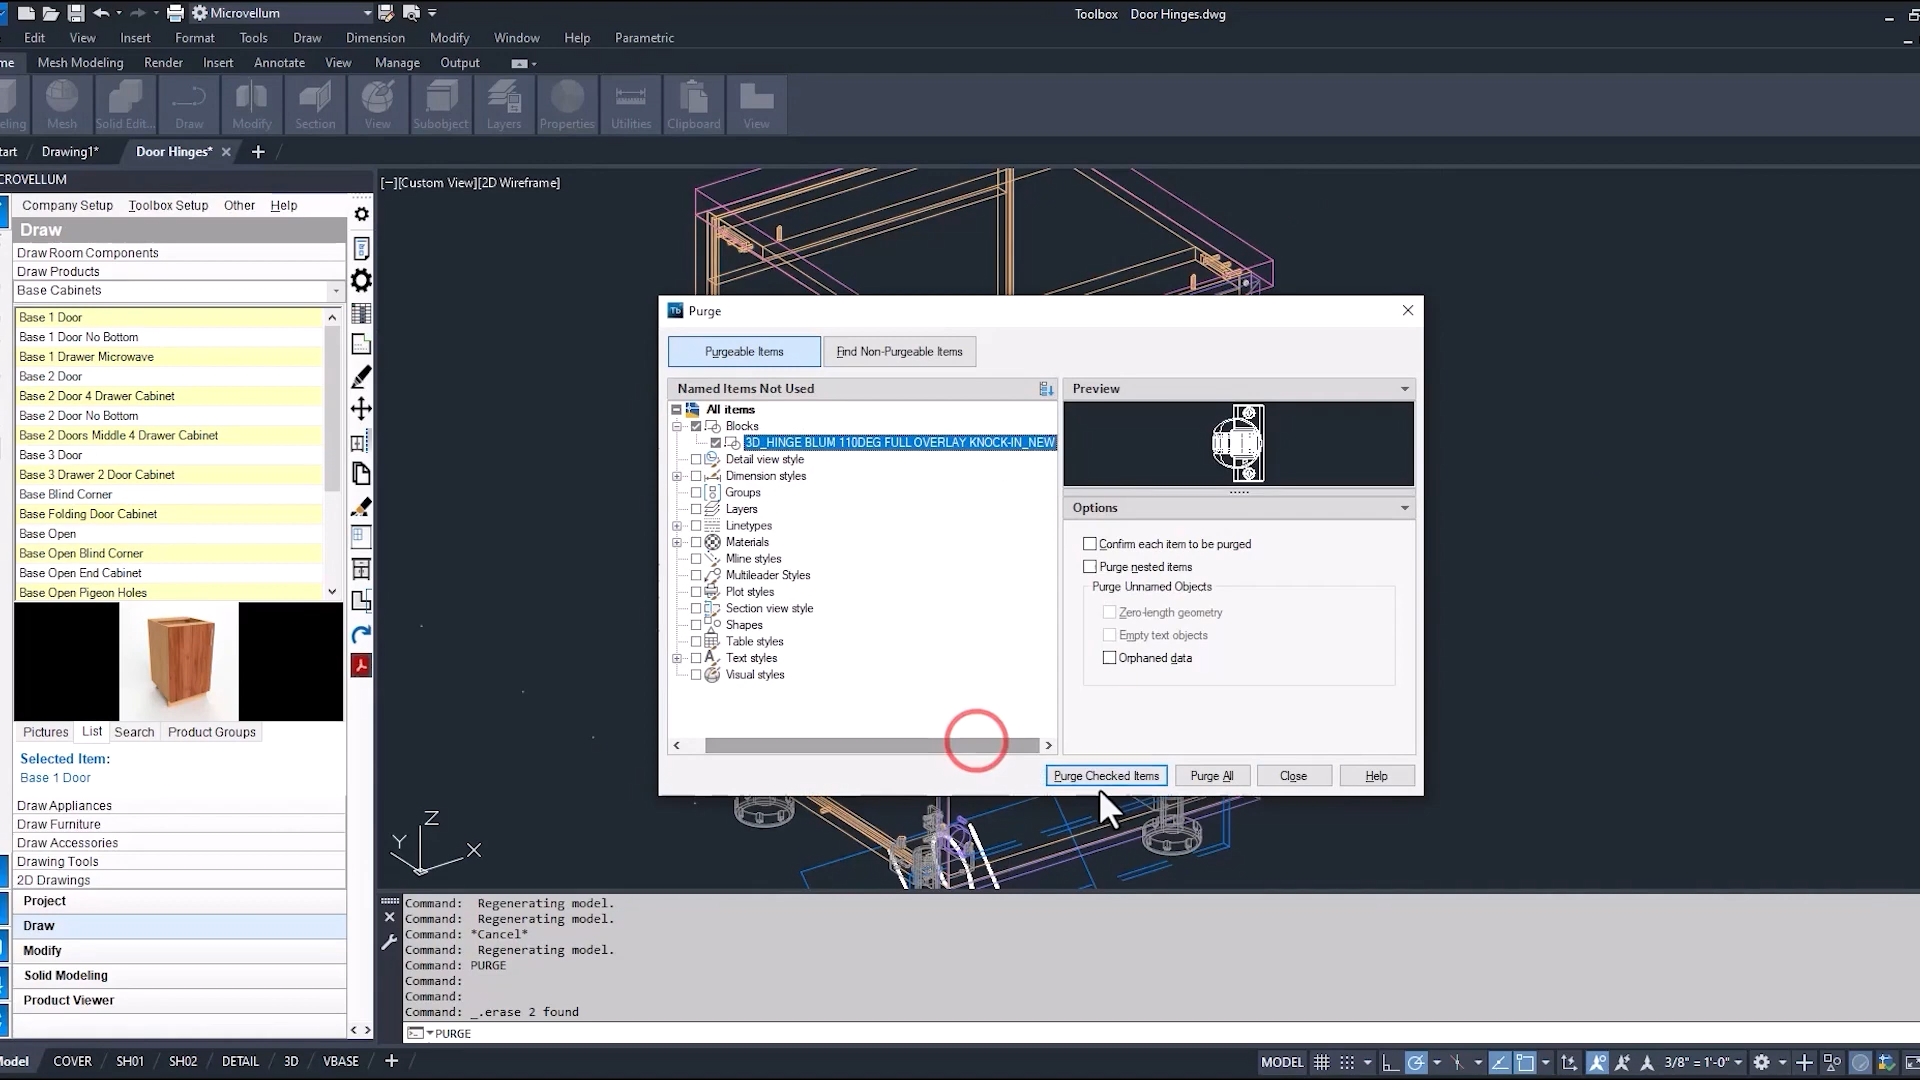 Microvellum
Toolbox Door Hinges.dwg
Edit View Insert Format Tools Draw Dimension Modify Window Help Parametric
me Mesh Modeling Render Insert Annotate View Manage Output
eling Mesh Solid Edit... Draw Modify Section View Subobject Layers Properties Utilities Clipboard View
tart Drawing1* Door Hinges*
CROVELLUM
[−][Custom View][2D Wireframe]
Company Setup Toolbox Setup Other Help
Draw
Draw Room Components
Draw Products
Base Cabinets
Base 1 Door
Base 1 Door No Bottom
Base 1 Drawer Microwave
Base 2 Door
Base 2 Door 4 Drawer Cabinet
Base 2 Door No Bottom
Base 2 Doors Middle 4 Drawer Cabinet
Base 3 Door
Base 3 Drawer 2 Door Cabinet
Base Blind Corner
Base Folding Door Cabinet
Base Open
Base Open Blind Corner
Base Open End Cabinet
Base Open Pigeon Holes
Pictures List Search Product Groups
Selected Item:
Base 1 Door
Draw Appliances
Draw Furniture
Draw Accessories
Drawing Tools
2D Drawings
Project
Draw
Modify
Solid Modeling
Product Viewer
Tb Purge
Purgeable Items Find Non-Purgeable Items
Named Items Not Used
All items
Blocks
3D_HINGE BLUM 110DEG FULL OVERLAY KNOCK-IN_NEW
Detail view style
Dimension styles
Groups
Layers
Linetypes
Materials
Mline styles
Multileader Styles
Plot styles
Section view style
Shapes
Table styles
Text styles
Visual styles
Preview
Options
Confirm each item to be purged
Purge nested items
Purge Unnamed Objects
Zero-length geometry
Empty text objects
Orphaned data
Purge Checked Items Purge All Close Help
Z
Y
X
Command: Regenerating model.
Command: Regenerating model.
Command: *Cancel*
Command: Regenerating model.
Command: PURGE
Command:
Command:
Command: _.erase 2 found
PURGE
Model COVER SH01 SH02 DETAIL 3D VBASE
MODEL 3/8" = 1'-0"